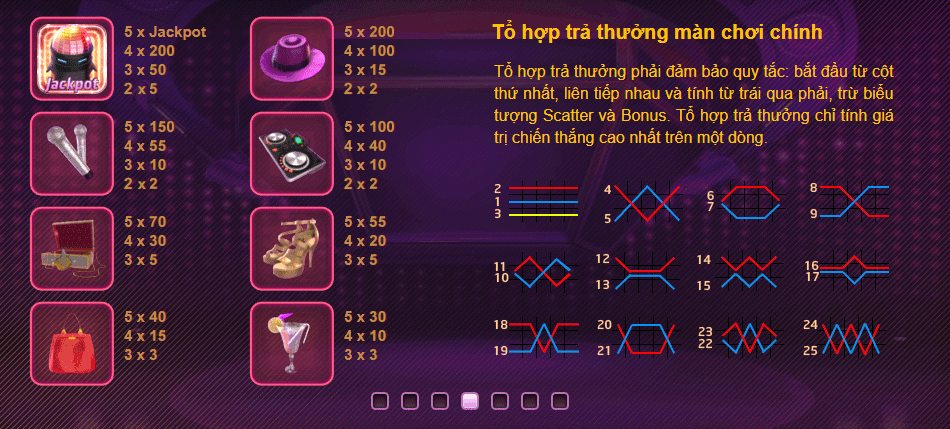 Jackpot
5 x Jackpot
4 x 200
3 x 50
2 x 5
5 x 200
4 x 100
3 x 15
2 x 2
5 x 150
4 x 55
3 x 10
2 x 2
5 x 100
4 x 40
3 x 10
2 x 2
5 x 70
4 x 30
3 x 5
5 x 55
4 x 20
3 x 5
5 x 40
4 x 15
3 x 3
5 x 30
4 x 10
3 x 3
Tổ hợp trả thưởng màn chơi chính
Tổ hợp trả thưởng phải đảm bảo quy tắc: bắt đầu từ cột
thứ nhất, liên tiếp nhau và tính từ trái qua phải, trừ biểu
tượng Scatter và Bonus. Tổ hợp trả thưởng chỉ tính giá
trị chiến thắng cao nhất trên một dòng.
2
1
3
4
5
6
7
8
9
11
10
12
13
14
15
16
17
18
19
20
21
23
22
24
25